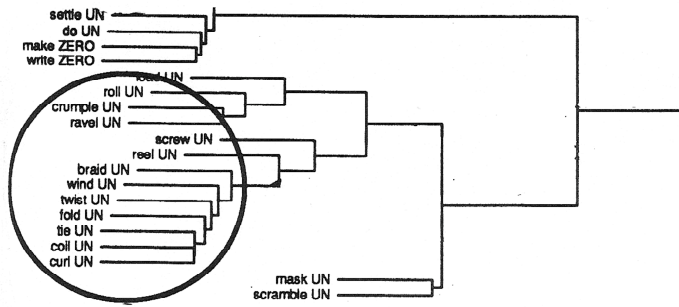 settle UN
do UN
make ZERO
write ZERO
UN
roll UN
crumple UN
ravel UN
screw UN
reel UN
braid UN
wind UN
twist UN
fold UN
tie UN
coil UN
curl UN
mask UN
scramble UN